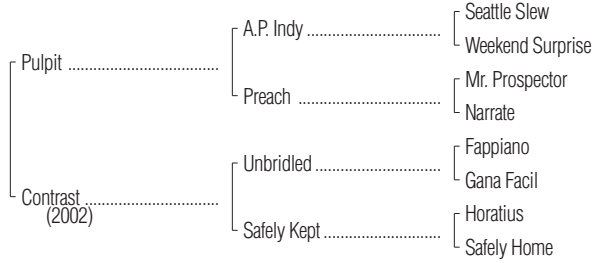 Seattle Slew
A.P. Indy ..............................
Weekend Surprise
Pulpit ..................................
Mr. Prospector
Preach ................................
Narrate
Fappiano
Unbridled ............................
Gana Facil
Contrast ..............................
(2002)
Horatius
Safely Kept ..........................
Safely Home